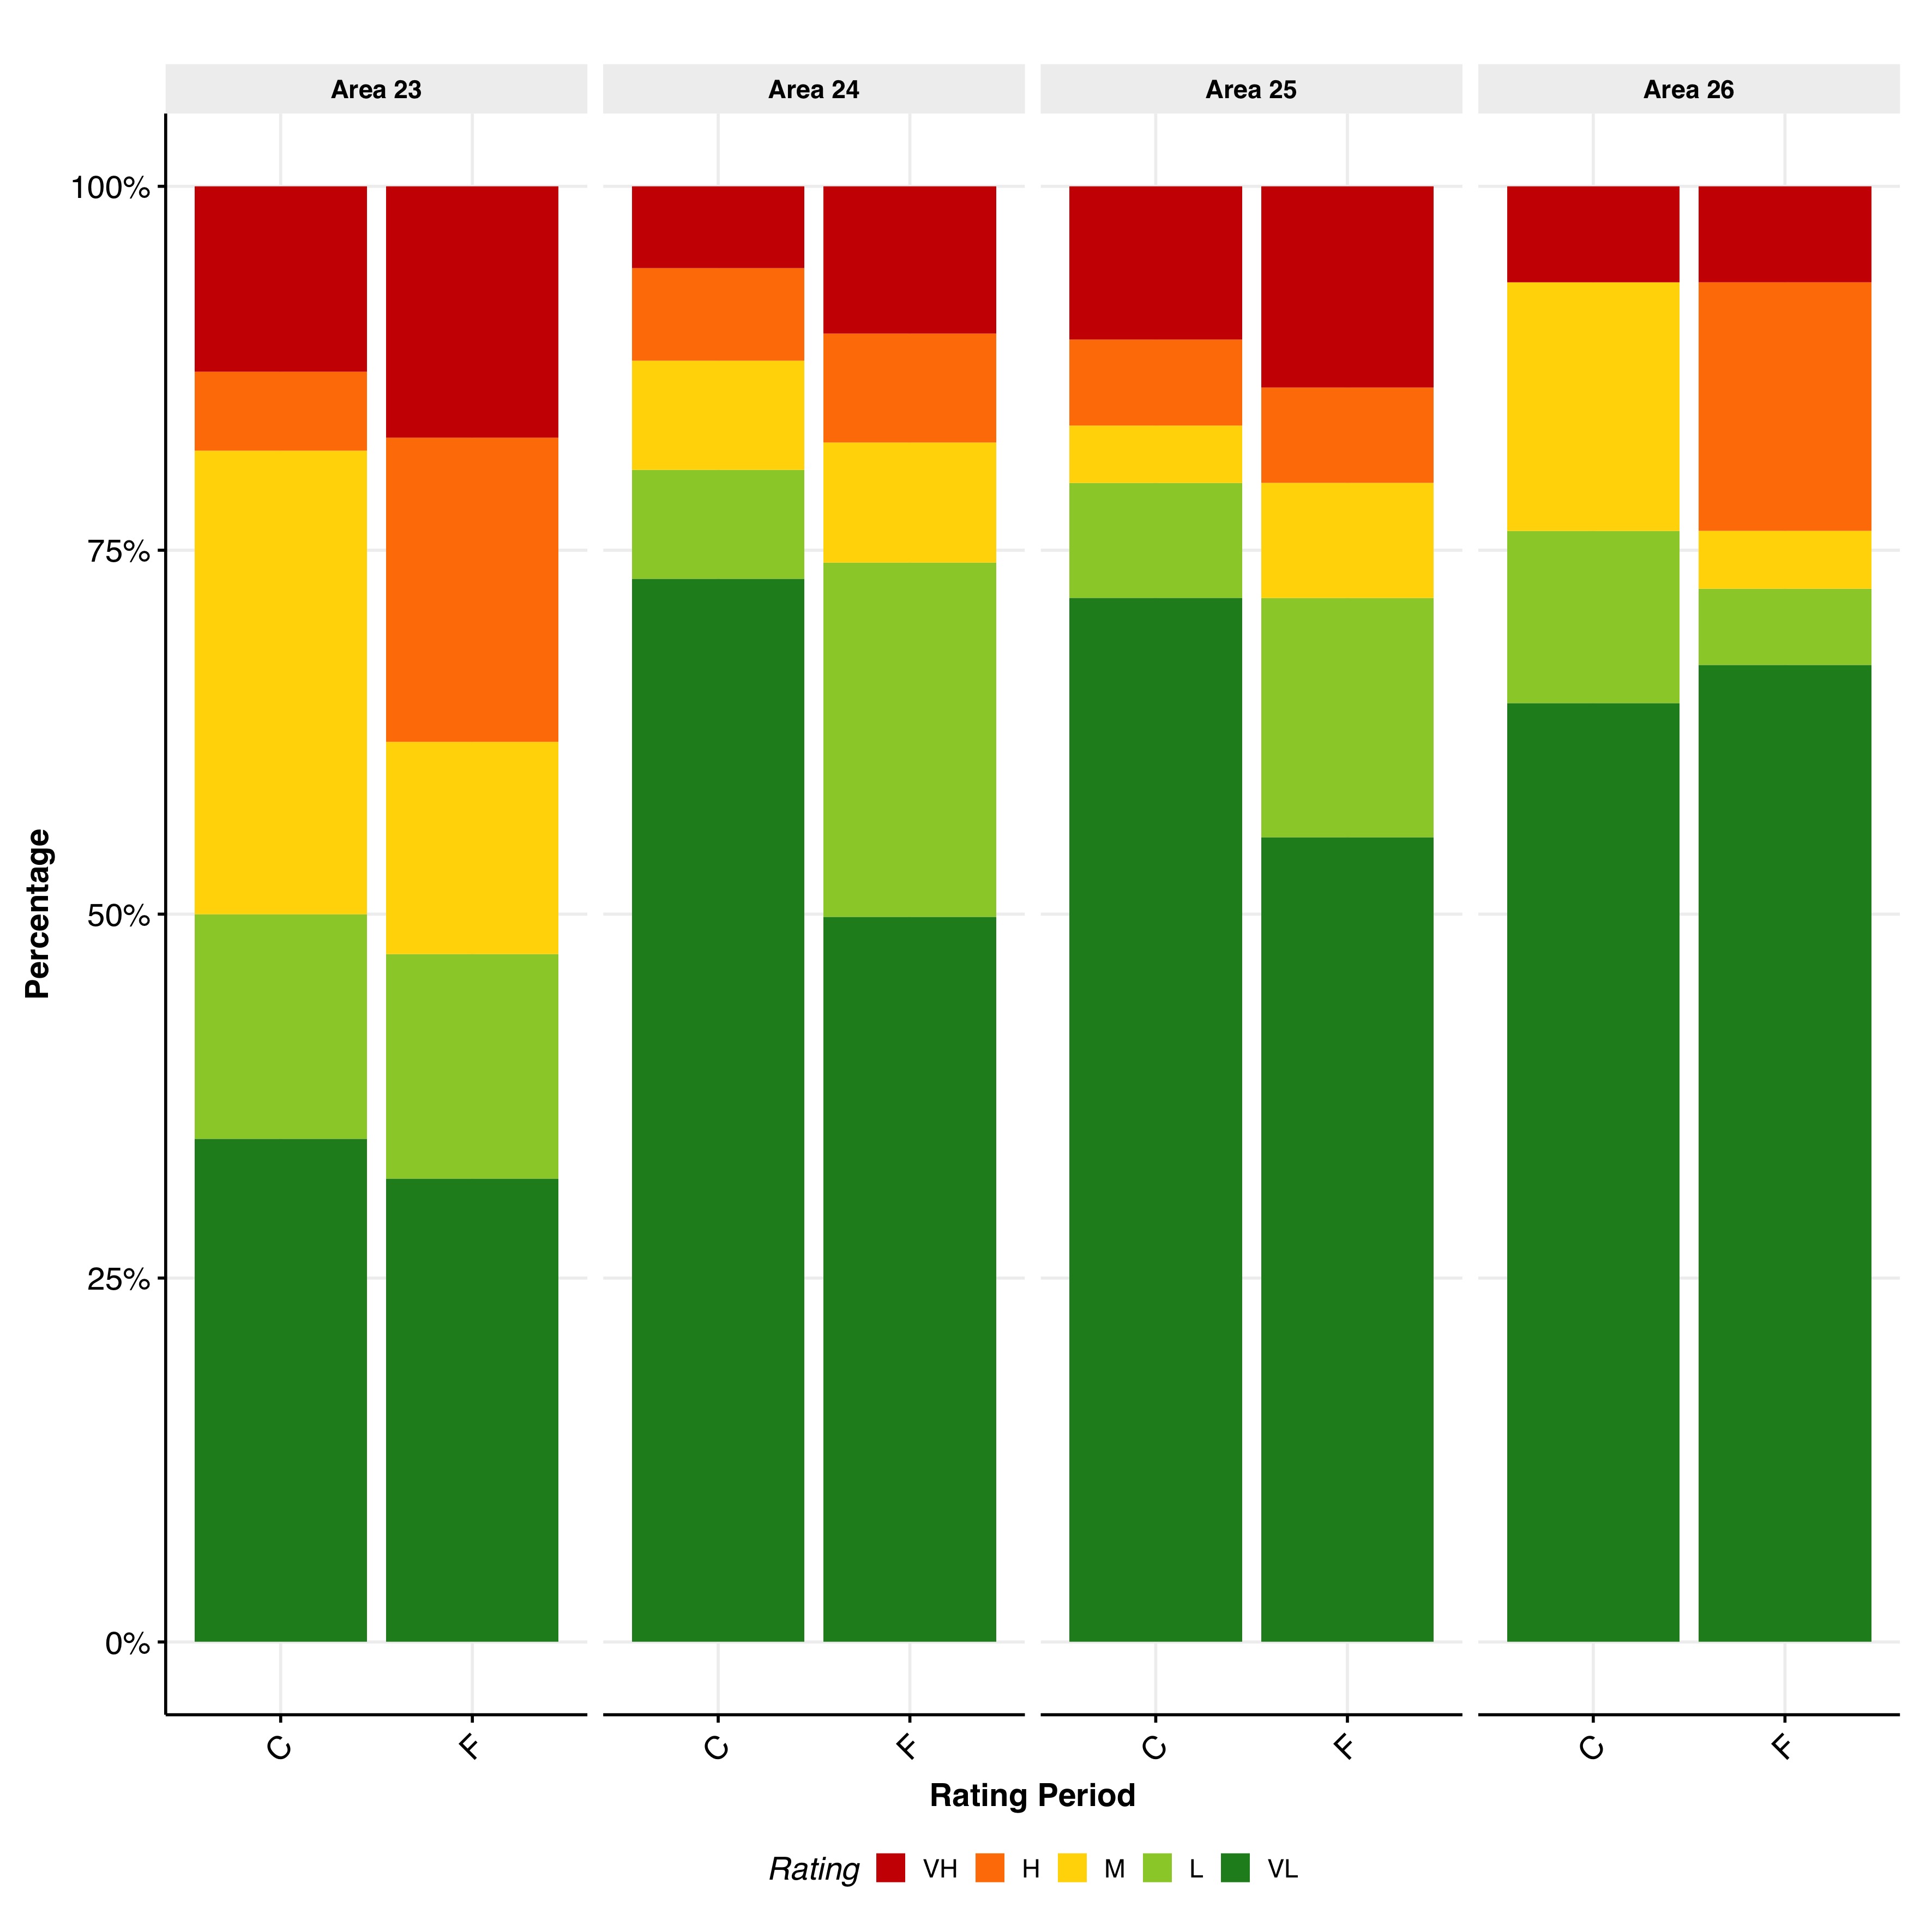 Area 23 Area 24 Area 25 Area 26
100%
75%
50%
25%
0%
Percentage
C F C F C F C F
Rating Period
Rating VH H M L VL